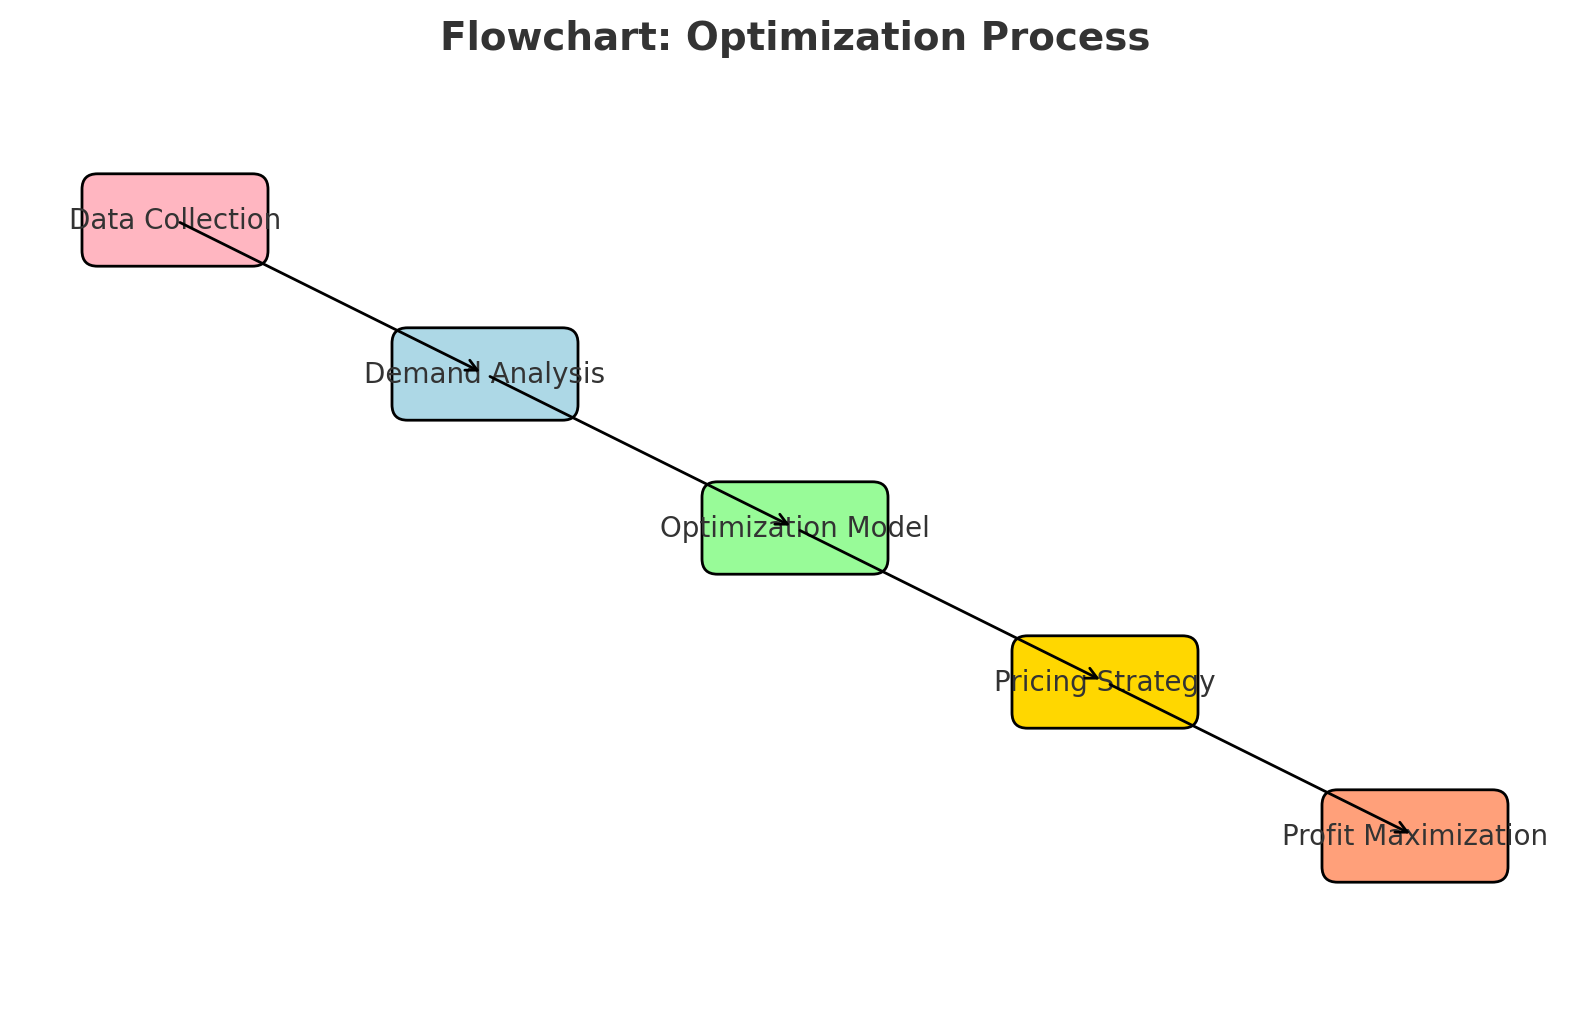 Flowchart: Optimization Process
Data Collection
Demand Analysis
Optimization Model
Pricing Strategy
Profit Maximization